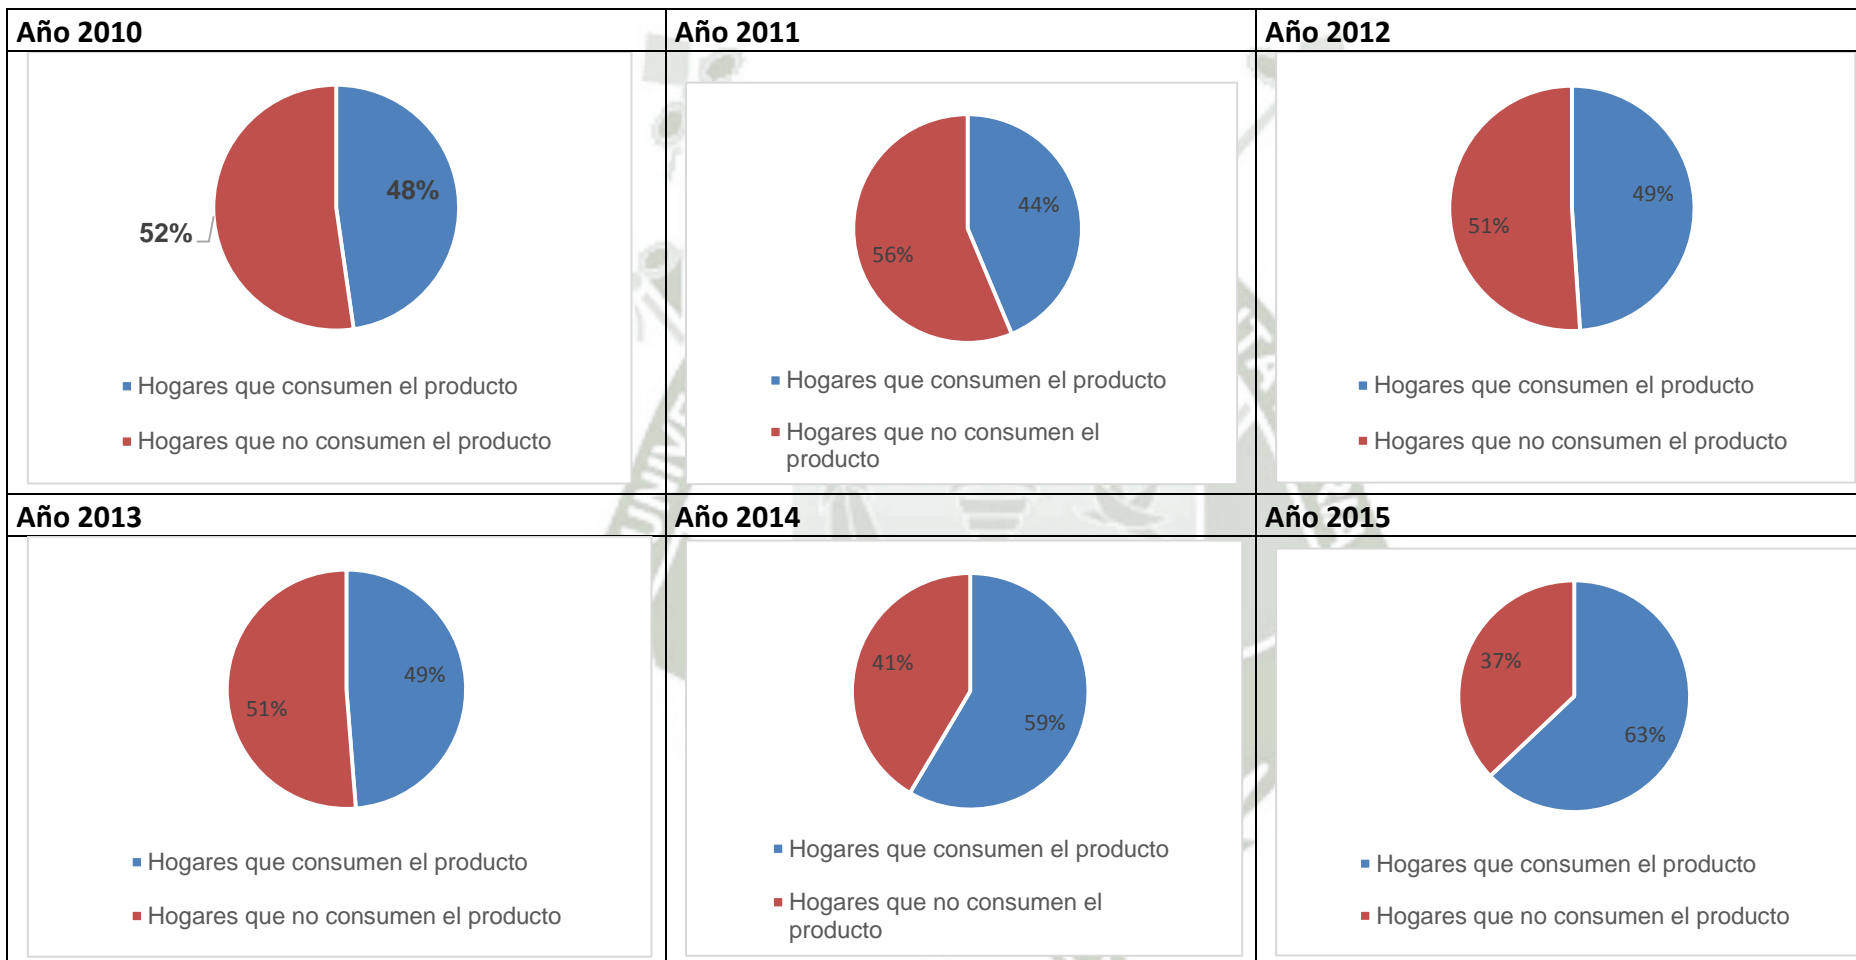 Año 2010
48%
52%
Hogares que consumen el producto
Hogares que no consumen el producto
Año 2011
44%
56%
Hogares que consumen el producto
Hogares que no consumen el
producto
Año 2012
49%
51%
Hogares que consumen el producto
Hogares que no consumen el producto
Año 2013
49%
51%
Hogares que consumen el producto
Hogares que no consumen el producto
Año 2014
41%
59%
Hogares que consumen el producto
Hogares que no consumen el
producto
Año 2015
37%
63%
Hogares que consumen el producto
Hogares que no consumen el producto